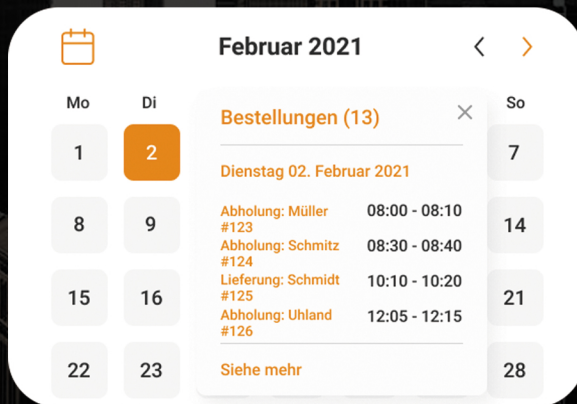 Februar 2021
Mo Di So
Bestellungen (13)
1 2 7
Dienstag 02. Februar 2021
Abholung: Müller 08:00 - 08:10
#123
8 9 14
Abholung: Schmitz 08:30 - 08:40
#124
Lieferung: Schmidt 10:10 - 10:20
#125
15 16 21
Abholung: Uhland 12:05 - 12:15
#126
22 23 28
Siehe mehr